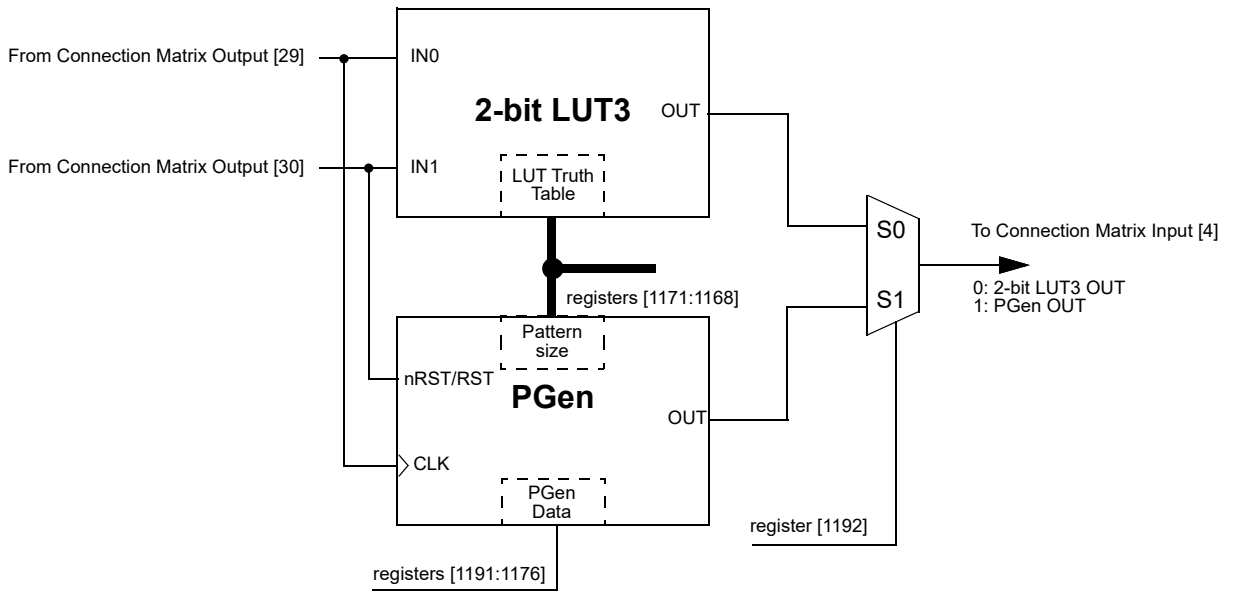 From Connection Matrix Output [29]
IN0
2-bit LUT3
OUT
From Connection Matrix Output [30]
IN1
LUT Truth
Table
S0
To Connection Matrix Input [4]
0: 2-bit LUT3 OUT
1: PGen OUT
S1
registers [1171:1168]
Pattern
size
nRST/RST
PGen
OUT
CLK
PGen
Data
register [1192]
registers [1191:1176]